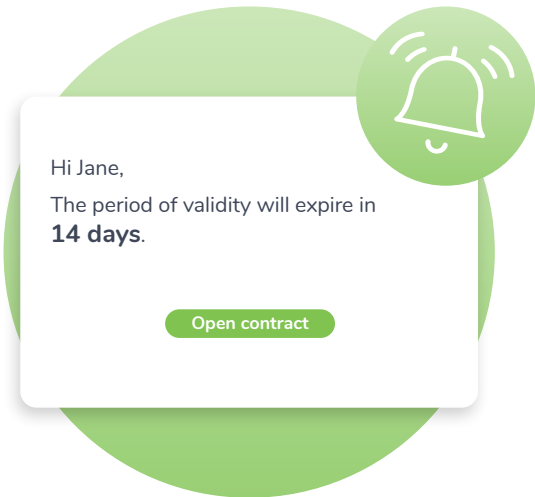 Hi Jane,
The period of validity will expire in
14 days.
Open contract